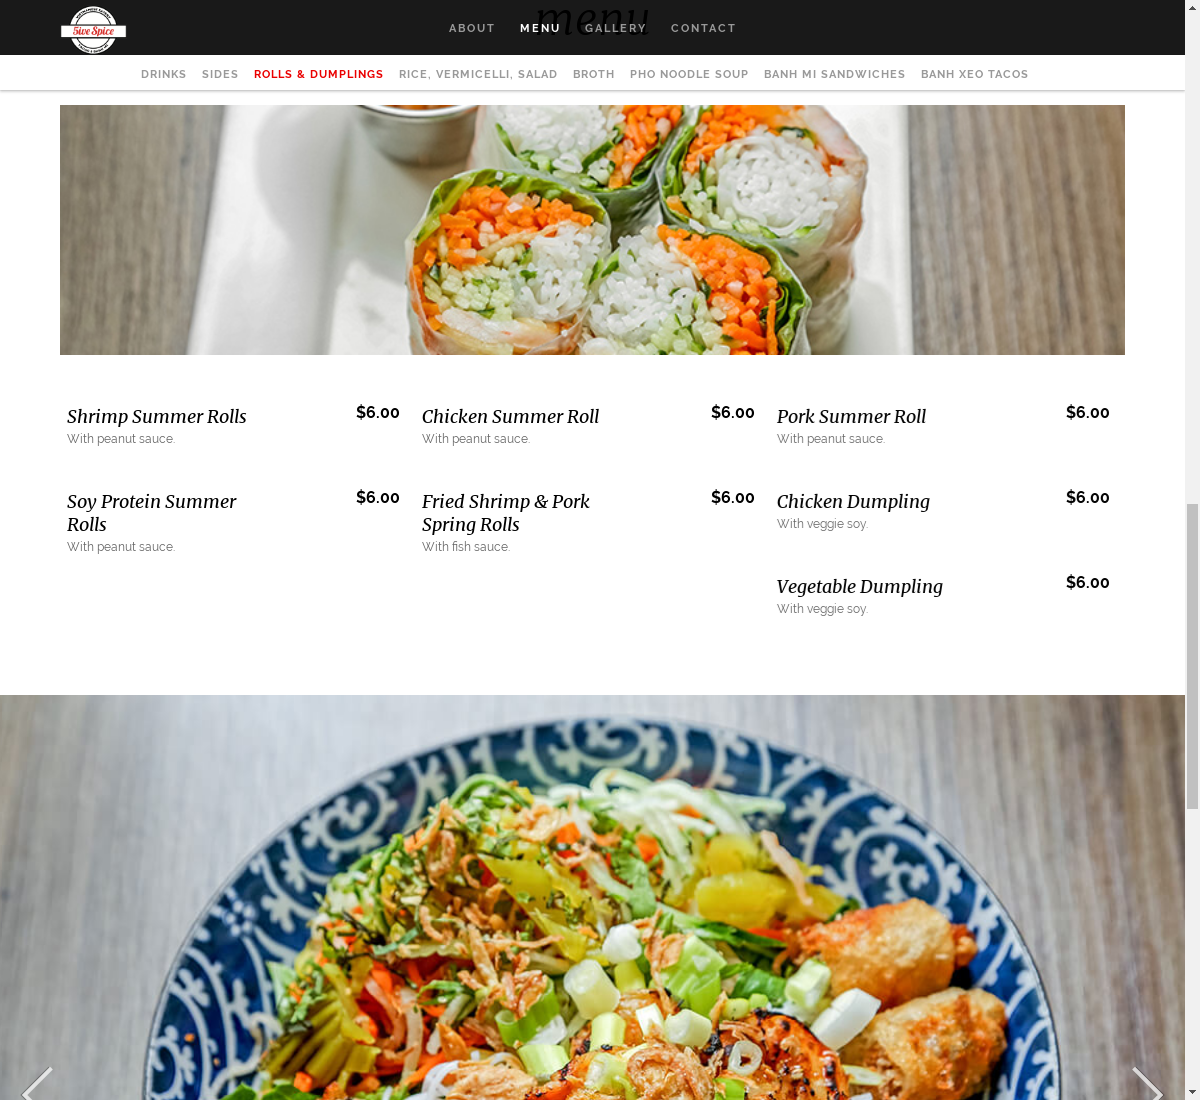 menu
5ive Spice
ABOUT MENU GALLERY CONTACT
DRINKS SIDES ROLLS & DUMPLINGS RICE, VERMICELLI, SALAD BROTH PHO NOODLE SOUP BANH MI SANDWICHES BANH XEO TACOS
Shrimp Summer Rolls $6.00
With peanut sauce.
Chicken Summer Roll $6.00
With peanut sauce.
Pork Summer Roll $6.00
With peanut sauce.
Soy Protein Summer $6.00
Rolls
With peanut sauce.
Fried Shrimp & Pork $6.00
Spring Rolls
With fish sauce.
Chicken Dumpling $6.00
With veggie soy.
Vegetable Dumpling $6.00
With veggie soy.